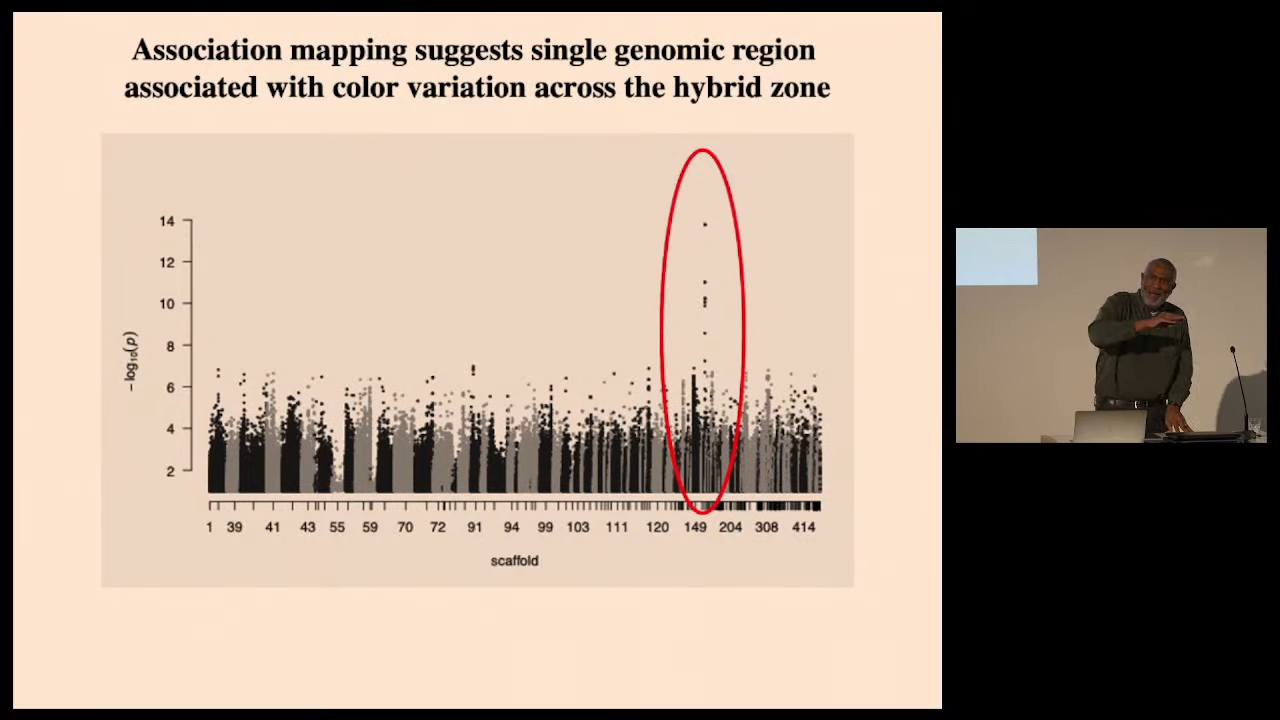 Association mapping suggests single genomic region
associated with color variation across the hybrid zone
14
12
10
8
6
4
2
−log10(p)
1 39 41 43 55 59 70 72 91 94 99 103 111 120 149 204 308 414
scaffold